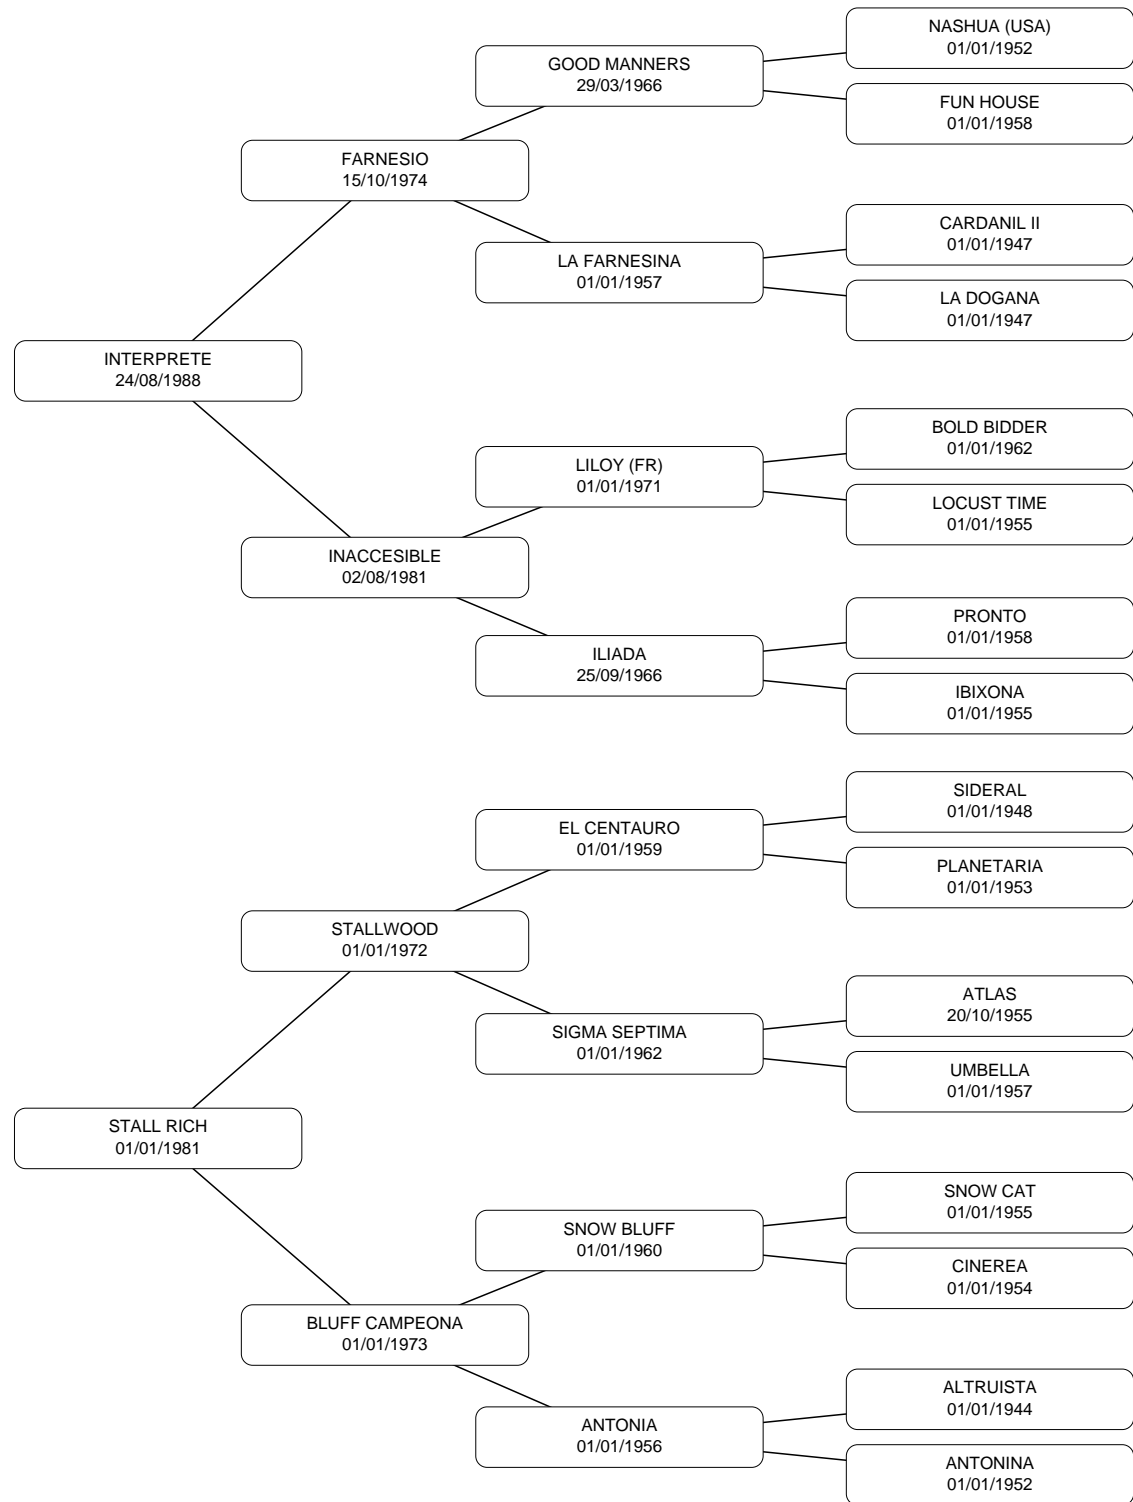 NASHUA (USA)
01/01/1952
GOOD MANNERS
29/03/1966
FUN HOUSE
01/01/1958
FARNESIO
15/10/1974
CARDANIL II
01/01/1947
LA FARNESINA
01/01/1957
LA DOGANA
01/01/1947
INTERPRETE
24/08/1988
BOLD BIDDER
01/01/1962
LILOY (FR)
01/01/1971
LOCUST TIME
01/01/1955
INACCESIBLE
02/08/1981
PRONTO
01/01/1958
ILIADA
25/09/1966
IBIXONA
01/01/1955
SIDERAL
01/01/1948
EL CENTAURO
01/01/1959
PLANETARIA
01/01/1953
STALLWOOD
01/01/1972
ATLAS
20/10/1955
SIGMA SEPTIMA
01/01/1962
UMBELLA
01/01/1957
STALL RICH
01/01/1981
SNOW CAT
01/01/1955
SNOW BLUFF
01/01/1960
CINEREA
01/01/1954
BLUFF CAMPEONA
01/01/1973
ALTRUISTA
01/01/1944
ANTONIA
01/01/1956
ANTONINA
01/01/1952